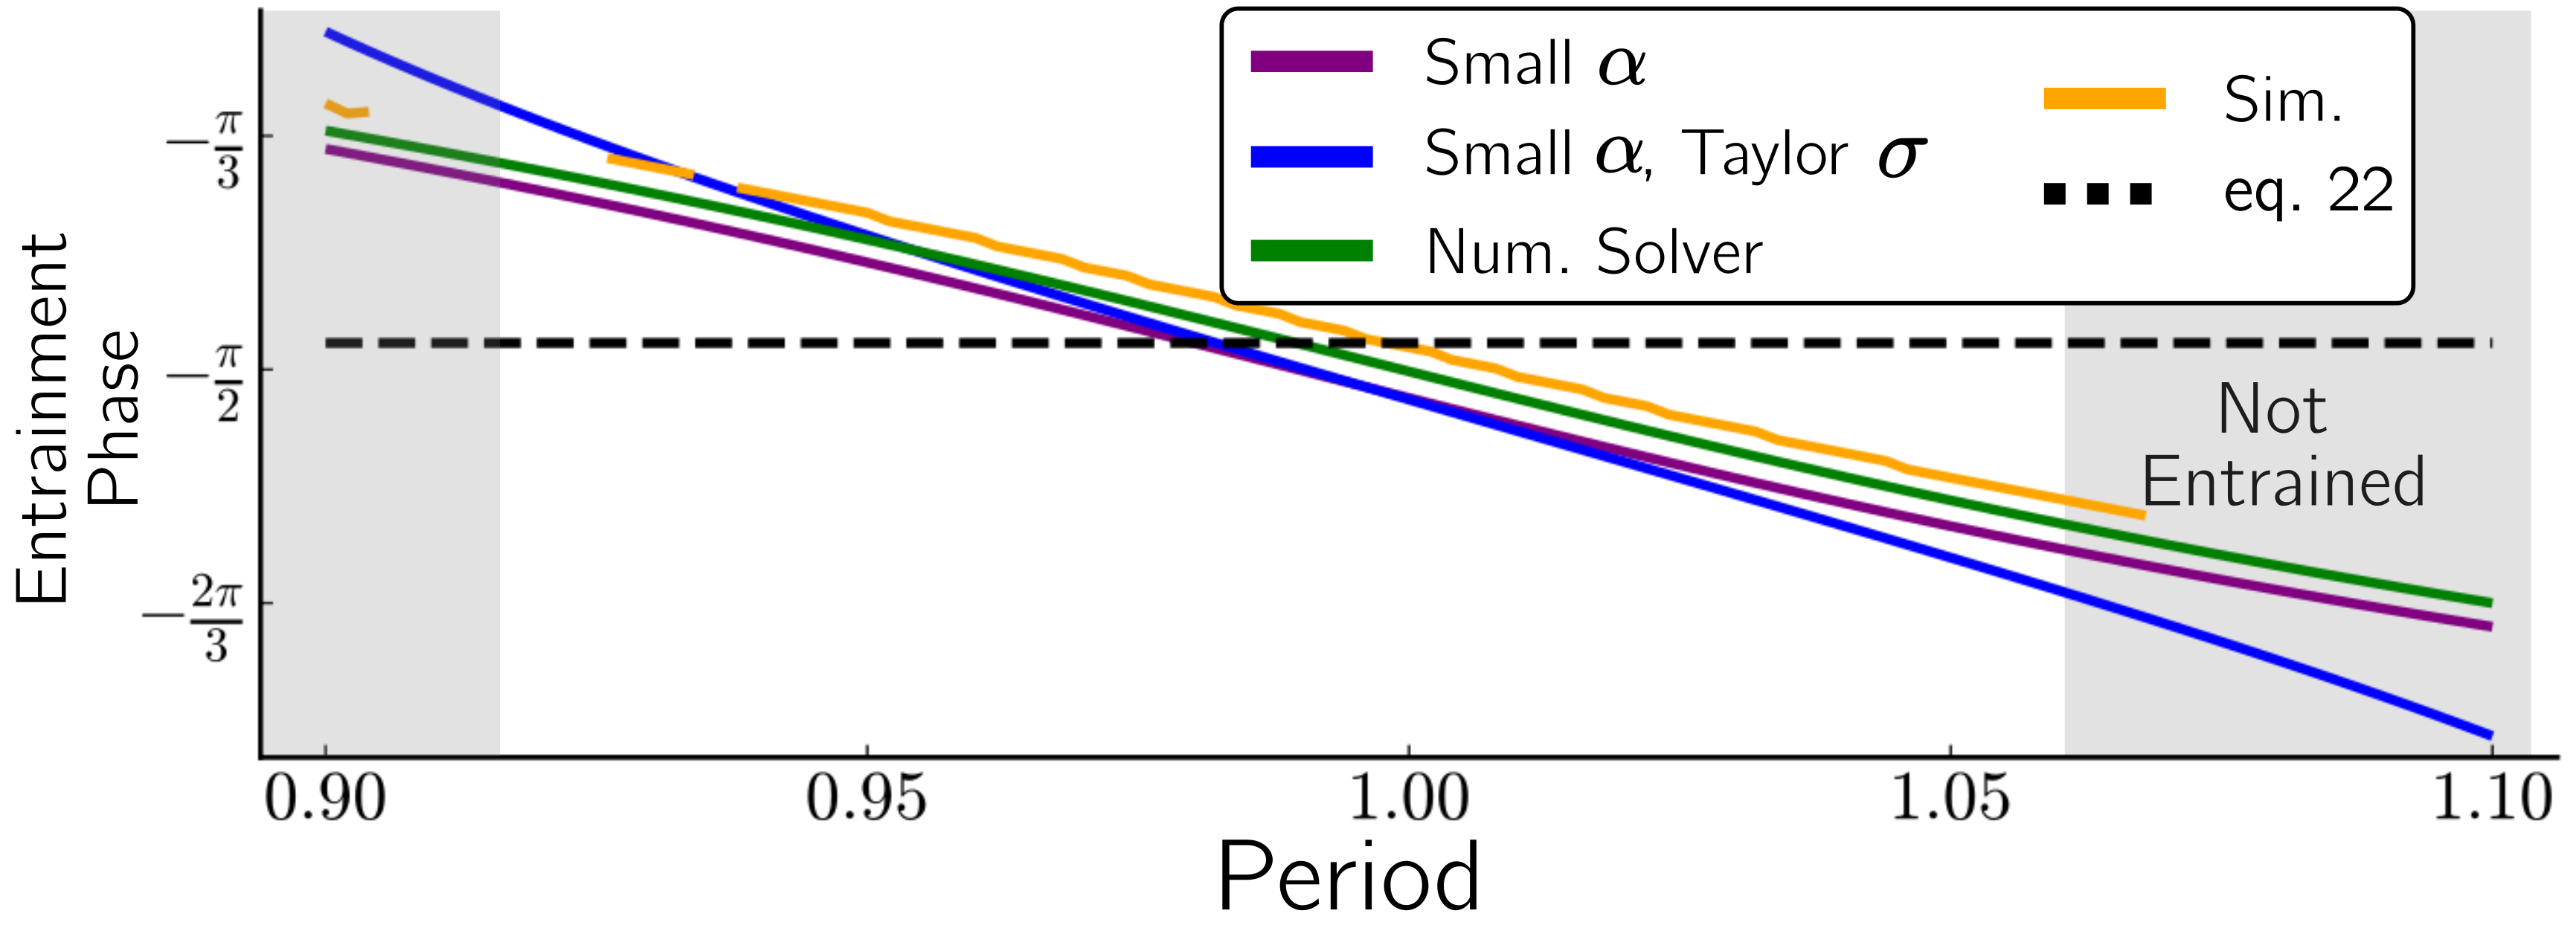 Small α
Small α, Taylor σ
Num. Solver
Sim.
eq. 22
Entrainment
Phase
−π/3
−π/2
−2π/3
Not
Entrained
0.90 0.95 1.00 1.05 1.10
Period